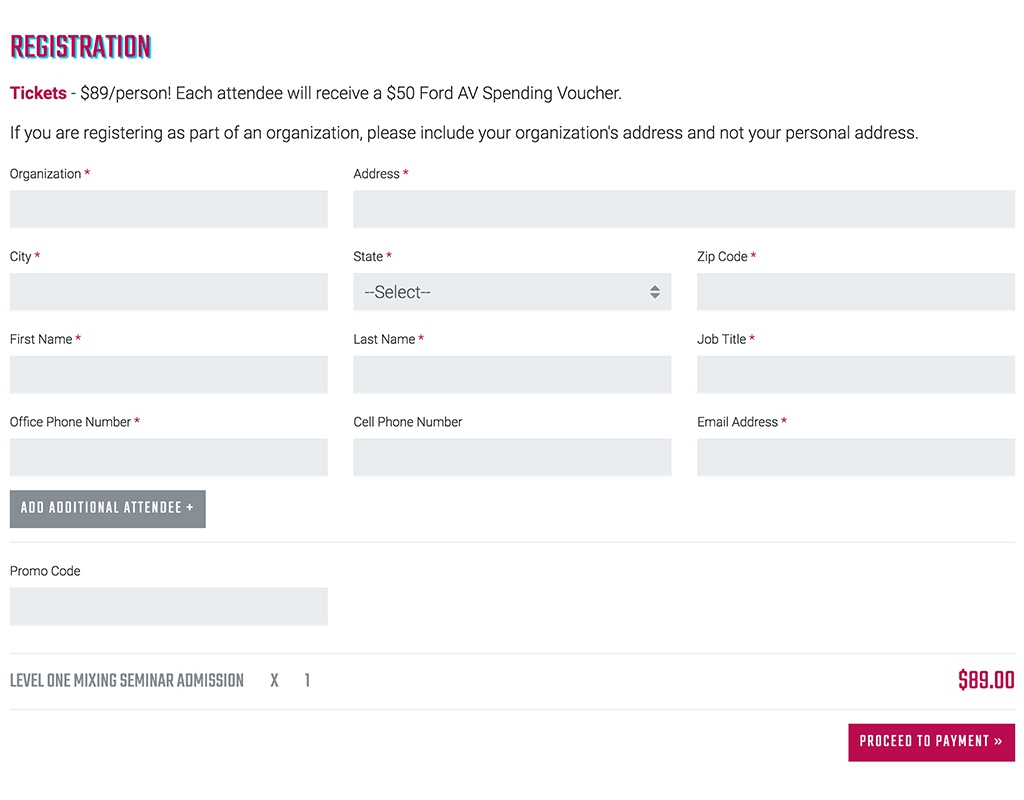 REGISTRATION
Tickets - $89/person! Each attendee will receive a $50 Ford AV Spending Voucher.
If you are registering as part of an organization, please include your organization's address and not your personal address.
Organization * Address *
City * State * Zip Code *
--Select--
First Name * Last Name * Job Title *
Office Phone Number * Cell Phone Number Email Address *
ADD ADDITIONAL ATTENDEE +
Promo Code
LEVEL ONE MIXING SEMINAR ADMISSION X 1 $89.00
PROCEED TO PAYMENT »